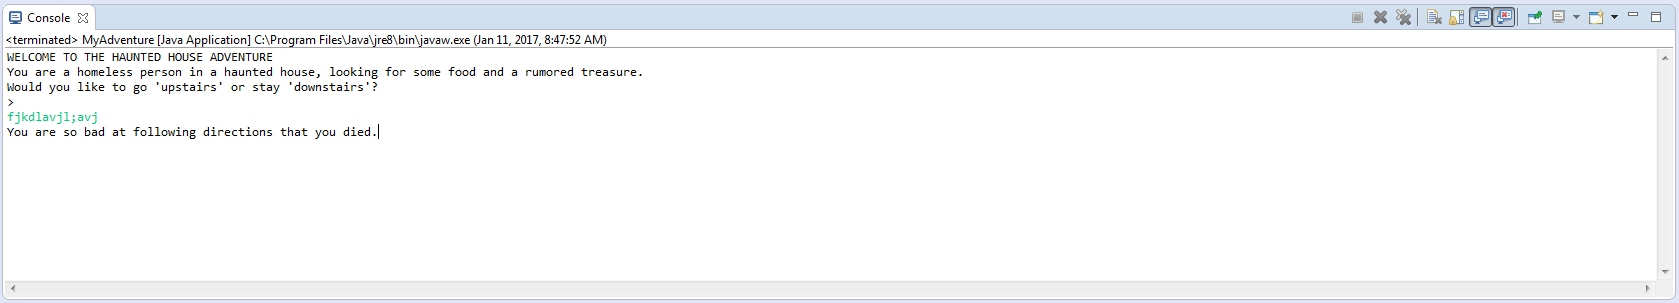 Console
<terminated> MyAdventure [Java Application] C:\Program Files\Java\jre8\bin\javaw.exe (Jan 11, 2017, 8:47:52 AM)
WELCOME TO THE HAUNTED HOUSE ADVENTURE
You are a homeless person in a haunted house, looking for some food and a rumored treasure.
Would you like to go 'upstairs' or stay 'downstairs'?
>
fjkdlavjl;avj
You are so bad at following directions that you died.